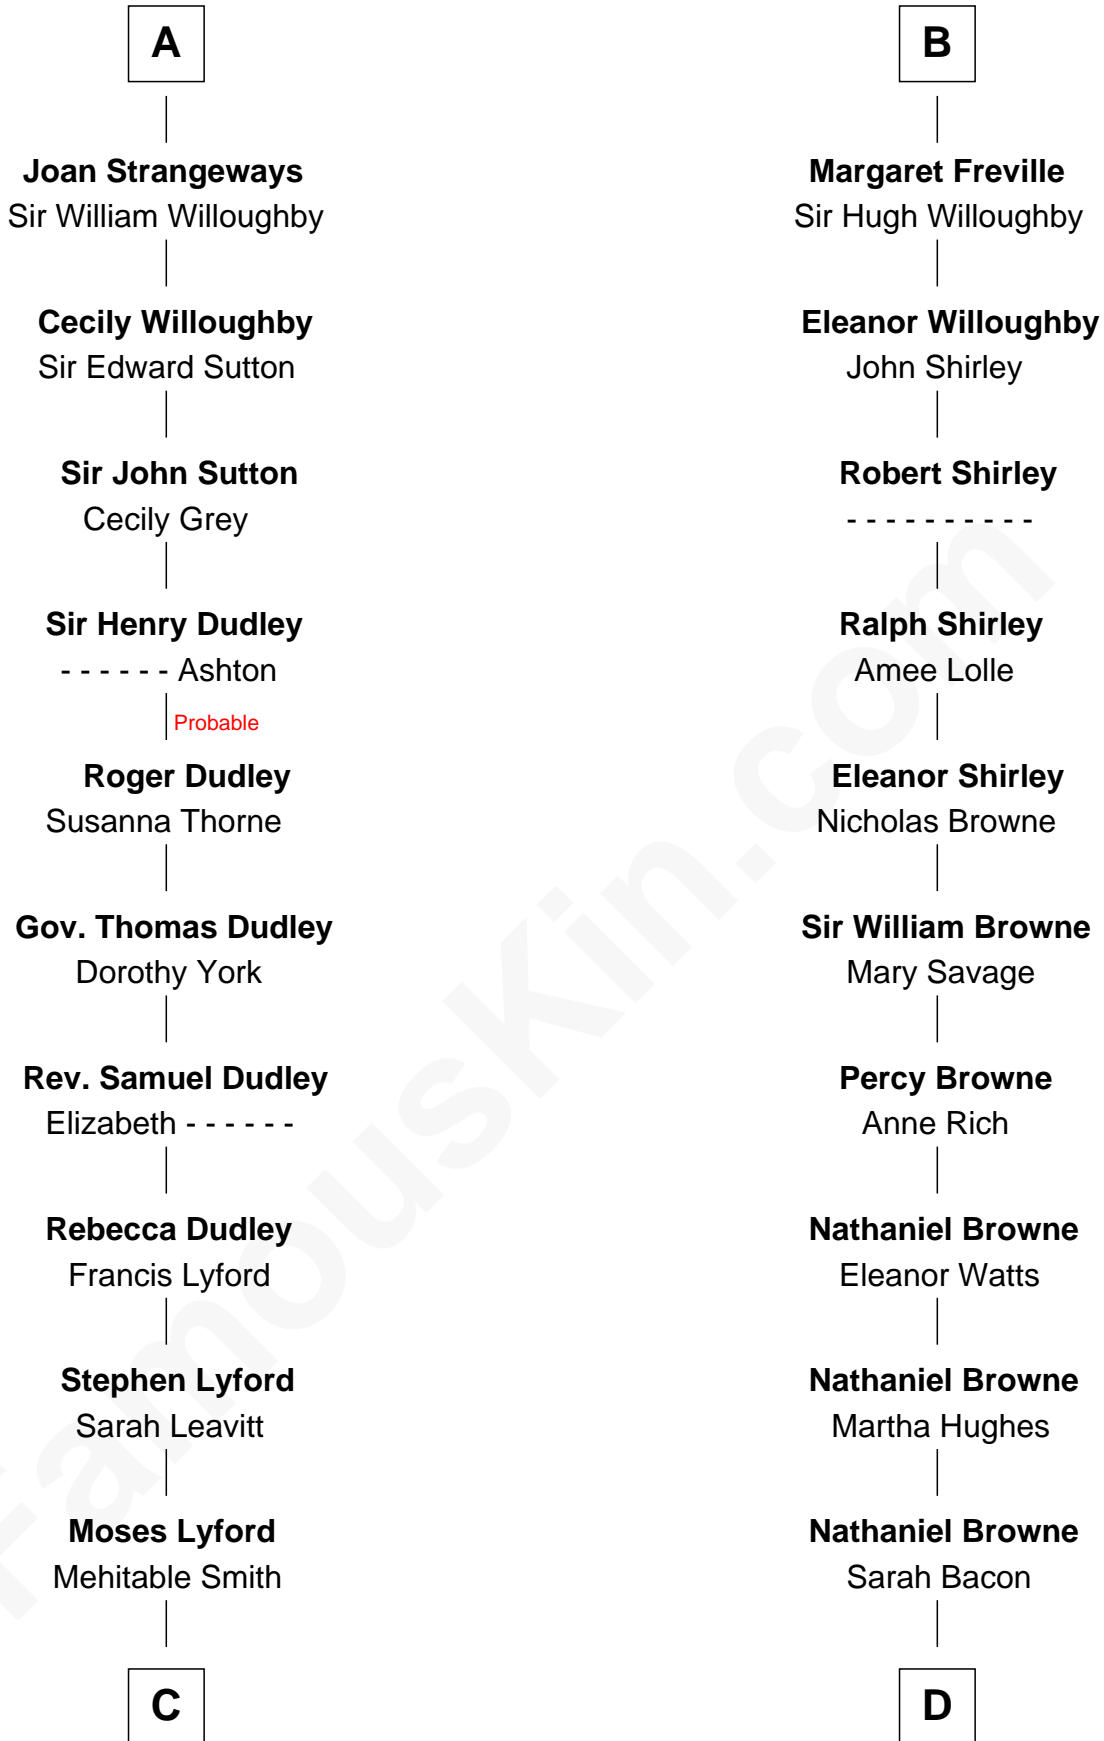 A
Joan Strangeways
Sir William Willoughby
Cecily Willoughby
Sir Edward Sutton
Sir John Sutton
Cecily Grey
Sir Henry Dudley
- - - - - - Ashton
Probable
Roger Dudley
Susanna Thorne
Gov. Thomas Dudley
Dorothy York
Rev. Samuel Dudley
Elizabeth - - - - - -
Rebecca Dudley
Francis Lyford
Stephen Lyford
Sarah Leavitt
Moses Lyford
Mehitable Smith
C
B
Margaret Freville
Sir Hugh Willoughby
Eleanor Willoughby
John Shirley
Robert Shirley
- - - - - - - - - -
Ralph Shirley
Amee Lolle
Eleanor Shirley
Nicholas Browne
Sir William Browne
Mary Savage
Percy Browne
Anne Rich
Nathaniel Browne
Eleanor Watts
Nathaniel Browne
Martha Hughes
Nathaniel Browne
Sarah Bacon
D
FamousKin.com